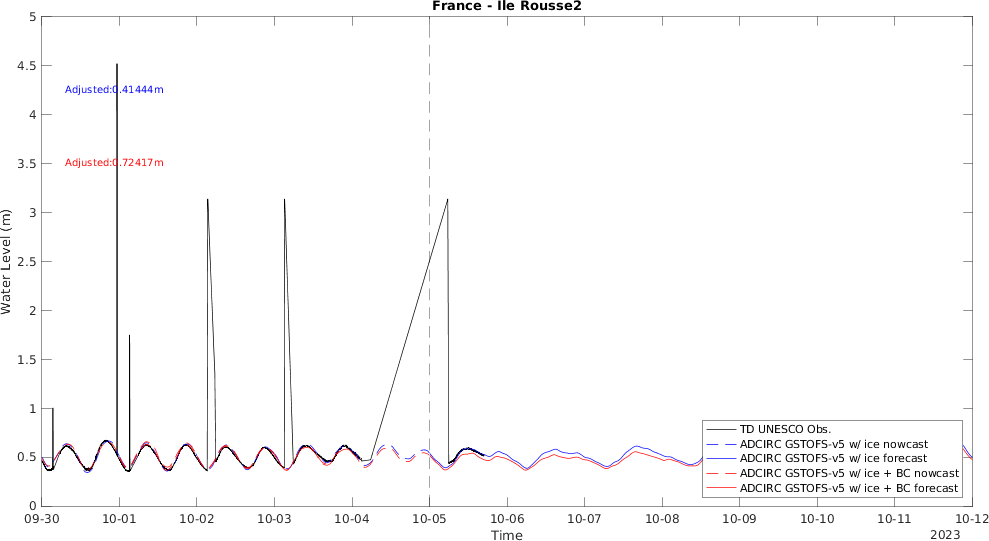 France - Ile Rousse2
Water Level (m)
5
4.5
4
3.5
3
2.5
2
1.5
1
0.5
0
Adjusted:0.41444m
Adjusted:0.72417m
TD UNESCO Obs.
ADCIRC GSTOFS-v5 w/ ice nowcast
ADCIRC GSTOFS-v5 w/ ice forecast
ADCIRC GSTOFS-v5 w/ ice + BC nowcast
ADCIRC GSTOFS-v5 w/ ice + BC forecast
09-30 10-01 10-02 10-03 10-04 10-05 10-06 10-07 10-08 10-09 10-10 10-11 10-12
Time
2023